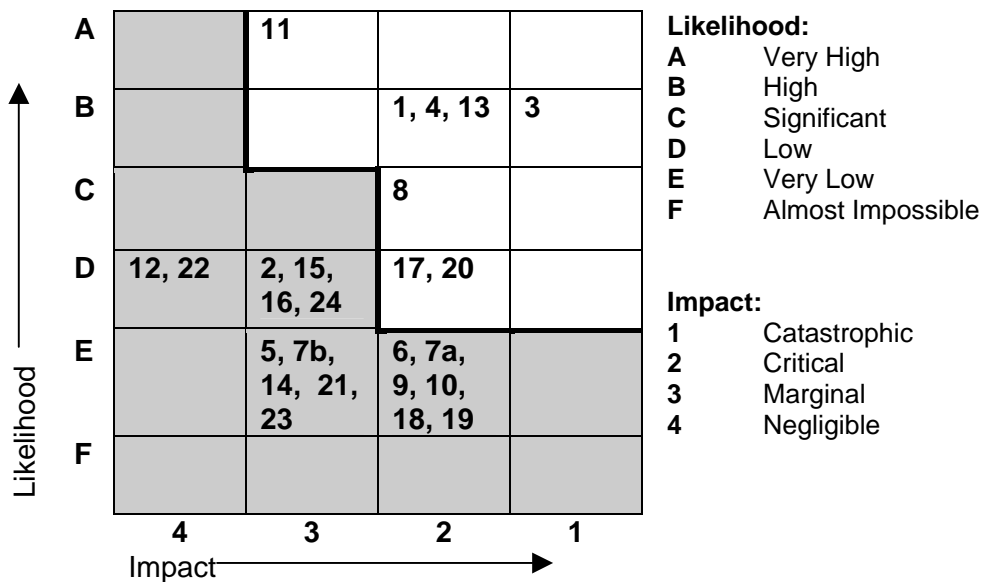 A 11
B 1, 4, 13 3
C 8
D 12, 22 2, 15, 17, 20
16, 24
E 5, 7b, 6, 7a,
14, 21, 9, 10,
23 18, 19
F
4 3 2 1
Impact
Likelihood
Likelihood:
A Very High
B High
C Significant
D Low
E Very Low
F Almost Impossible
Impact:
1 Catastrophic
2 Critical
3 Marginal
4 Negligible